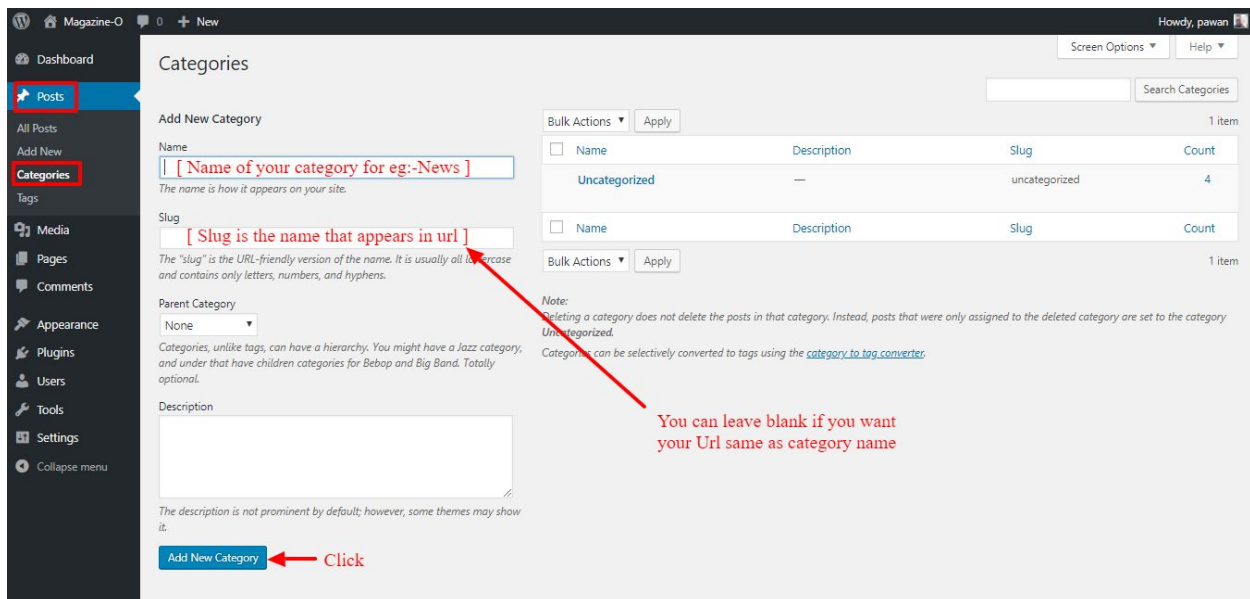 Magazine-O 0 + New Howdy, pawan
Screen Options ▼ Help ▼
Dashboard
Posts
All Posts
Add New
Categories
Tags
Media
Pages
Comments
Appearance
Plugins
Users
Tools
Settings
Collapse menu
Categories
Search Categories
Add New Category
Name
[ Name of your category for eg:-News ]
The name is how it appears on your site.
Slug
[ Slug is the name that appears in url ]
The "slug" is the URL-friendly version of the name. It is usually all lowercase
and contains only letters, numbers, and hyphens.
Parent Category
None ▼
Categories, unlike tags, can have a hierarchy. You might have a Jazz category,
and under that have children categories for Bebop and Big Band. Totally
optional.
Description
The description is not prominent by default; however, some themes may show
it.
Add New Category
Click
Bulk Actions ▼ Apply 1 item
Name Description Slug Count
Uncategorized — uncategorized 4
Name Description Slug Count
Bulk Actions ▼ Apply 1 item
Note:
Deleting a category does not delete the posts in that category. Instead, posts that were only assigned to the deleted category are set to the category
Uncategorized.
Categories can be selectively converted to tags using the category to tag converter.
You can leave blank if you want
your Url same as category name